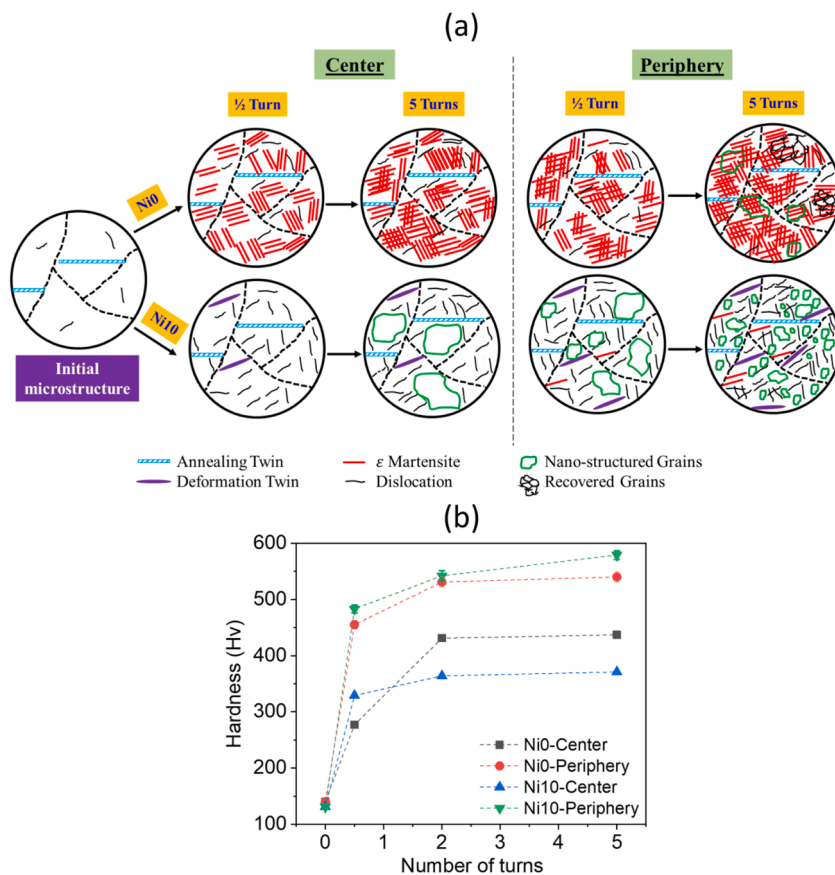 (a)
Center
Periphery
½ Turn
5 Turns
½ Turn
5 Turns
Ni0
Ni10
Initial
microstructure
Annealing Twin
ε Martensite
Nano-structured Grains
Deformation Twin
Dislocation
Recovered Grains
(b)
600
500
400
300
200
100
Hardness (Hv)
Ni0-Center
Ni0-Periphery
Ni10-Center
Ni10-Periphery
0 1 2 3 4 5
Number of turns